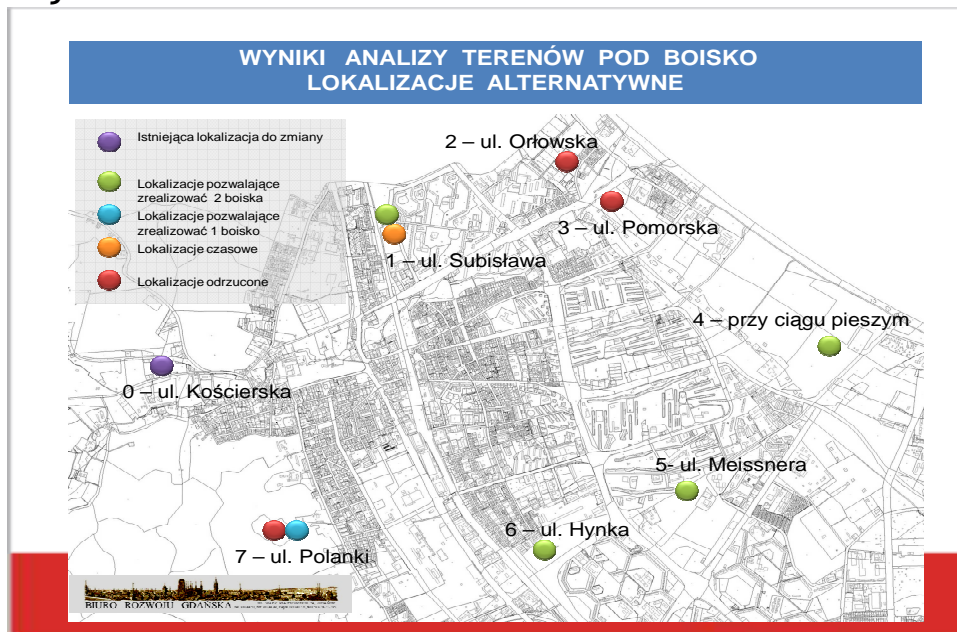 WYNIKI ANALIZY TERENÓW POD BOISKO
LOKALIZACJE ALTERNATYWNE
Istniejąca lokalizacja do zmiany
Lokalizacje pozwalające
zrealizować 2 boiska
Lokalizacje pozwalające
zrealizować 1 boisko
Lokalizacje czasowe
Lokalizacje odrzucone
2 – ul. Orłowska
3 – ul. Pomorska
1 – ul. Subisława
4 – przy ciągu pieszym
0 – ul. Kościerska
5- ul. Meissnera
6 – ul. Hynka
7 – ul. Polanki
BIURO ROZWOJU GDAŃSKA